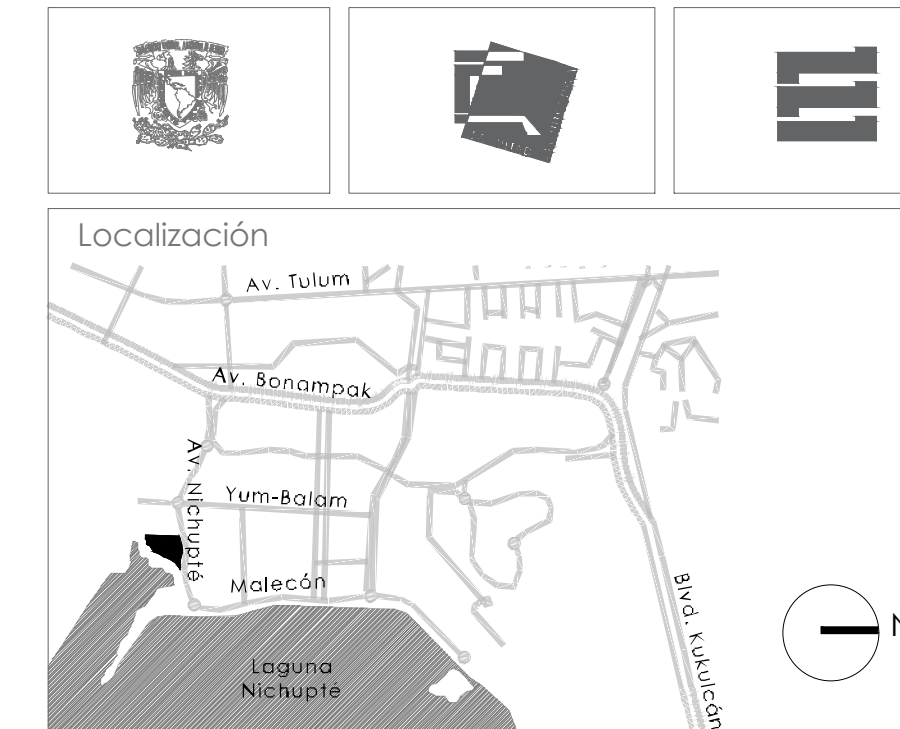 Localización
Av. Tulum
Av. Bonampak
Av. Nichupté
Yum-Balam
Malecón
Blvd. Kukulcán
N
Laguna
Nichupté